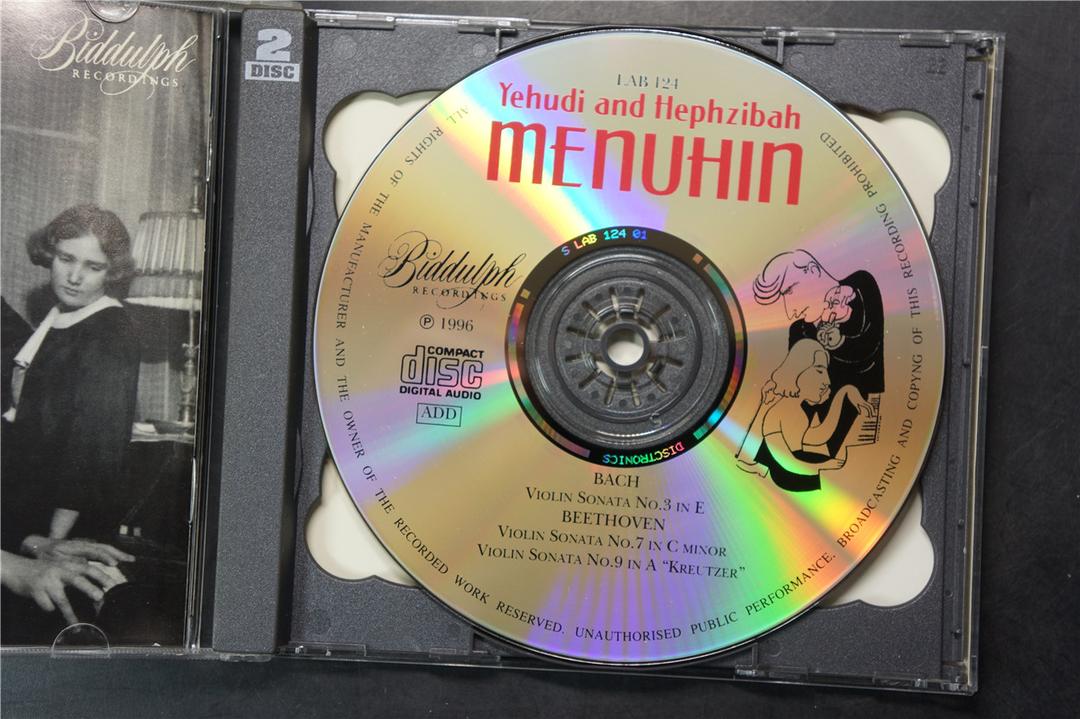 Biddulph
RECORDINGS
2
DISC
LAB 124
Yehudi and Hephzibah
MENUHIN
S LAB 124 01
Biddulph
RECORDINGS
℗ 1996
COMPACT
disc
DIGITAL AUDIO
ADD
DISCTRONICS
BACH
VIOLIN SONATA NO.3 IN E
BEETHOVEN
VIOLIN SONATA NO.7 IN C MINOR
VIOLIN SONATA NO.9 IN A "KREUTZER"
ALL RIGHTS OF THE MANUFACTURER AND THE OWNER OF THE RECORDED WORK RESERVED. UNAUTHORISED PUBLIC PERFORMANCE, BROADCASTING AND COPYNG OF THIS RECORDING PROHIBITED